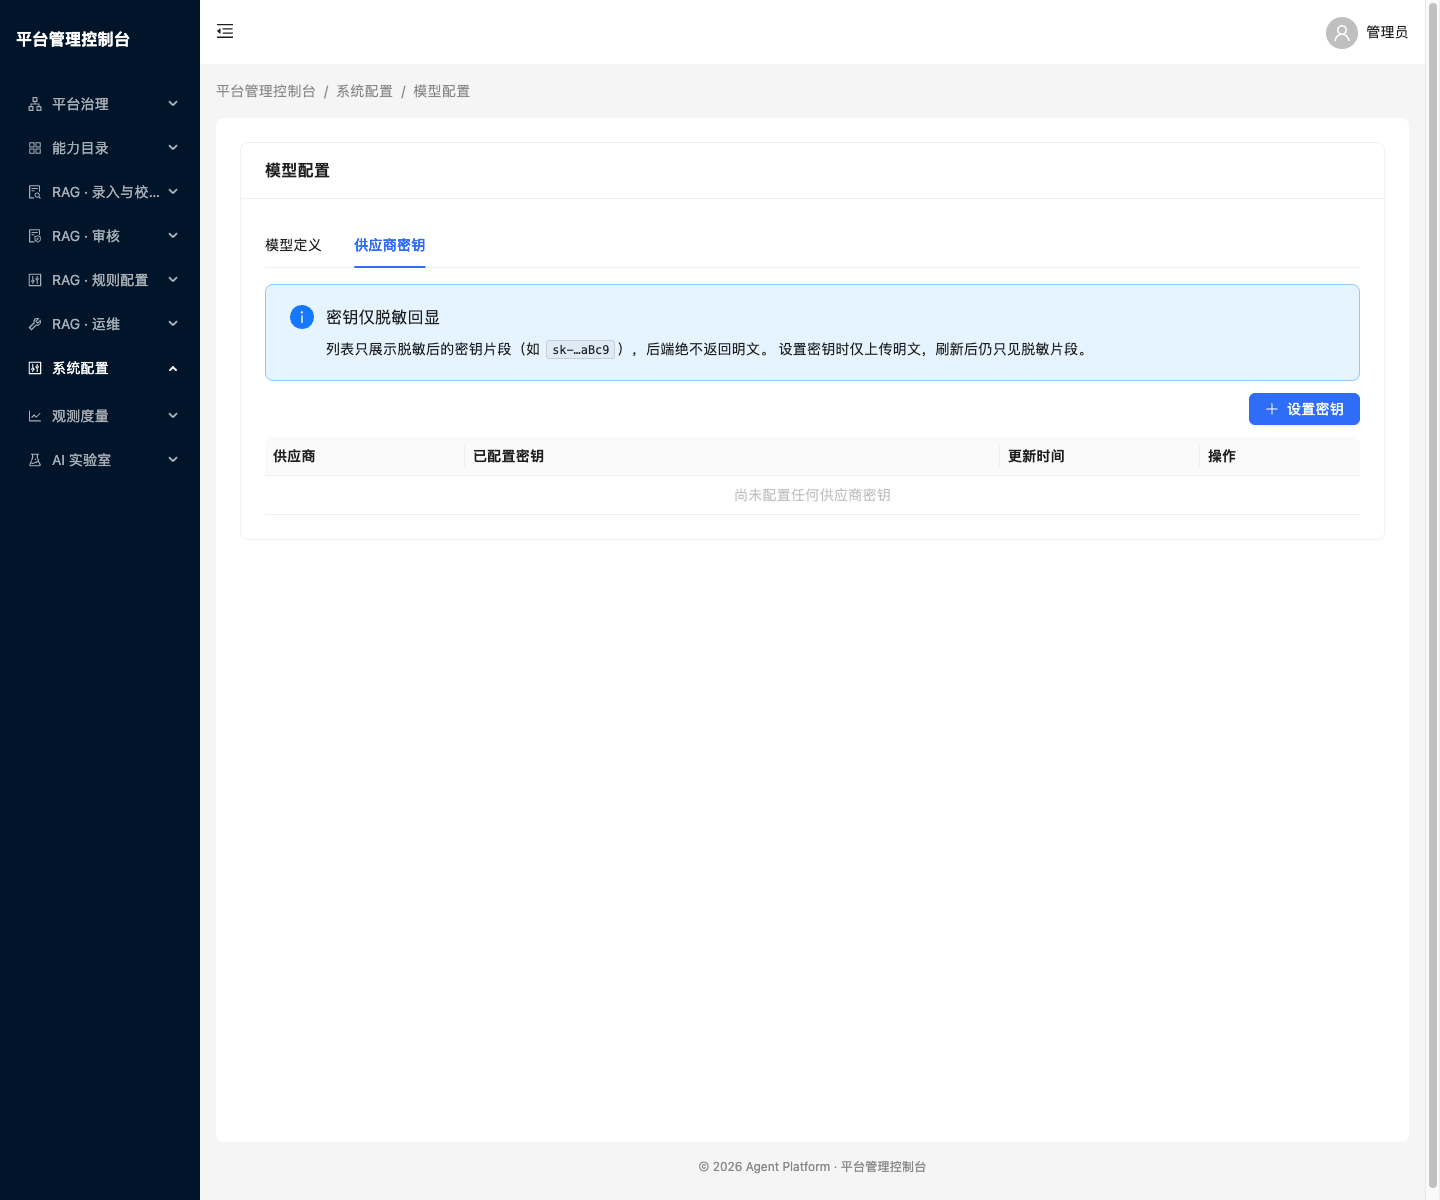 平台管理控制台
管理员
平台治理
能力目录
RAG · 录入与校...
RAG · 审核
RAG · 规则配置
RAG · 运维
系统配置
观测度量
AI 实验室
平台管理控制台 / 系统配置 / 模型配置
模型配置
模型定义 供应商密钥
密钥仅脱敏回显
列表只展示脱敏后的密钥片段（如 sk-…aBc9），后端绝不返回明文。 设置密钥时仅上传明文，刷新后仍只见脱敏片段。
设置密钥
供应商 已配置密钥 更新时间 操作
尚未配置任何供应商密钥
© 2026 Agent Platform · 平台管理控制台